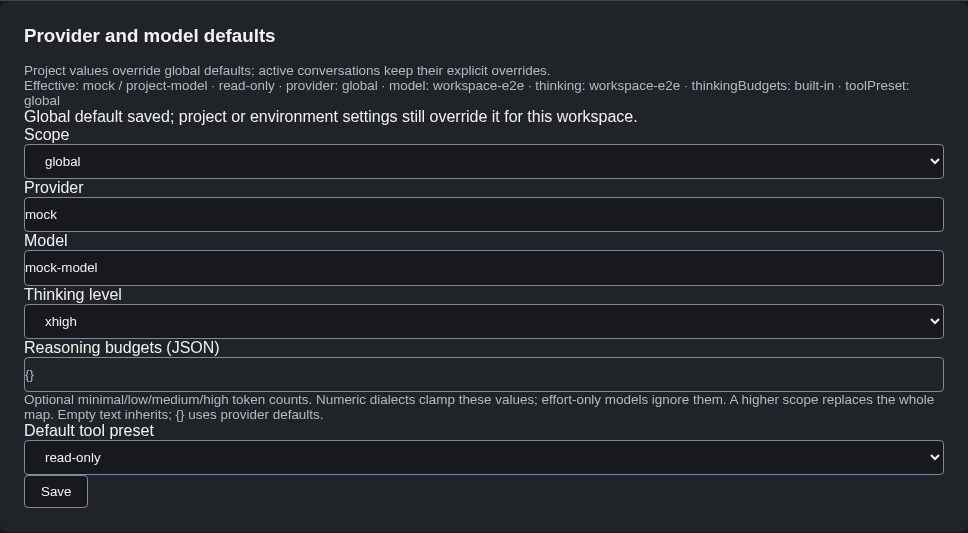 Provider and model defaults
Project values override global defaults; active conversations keep their explicit overrides.
Effective: mock / project-model · read-only · provider: global · model: workspace-e2e · thinking: workspace-e2e · thinkingBudgets: built-in · toolPreset:
global
Global default saved; project or environment settings still override it for this workspace.
Scope
global
Provider
mock
Model
mock-model
Thinking level
xhigh
Reasoning budgets (JSON)
{}
Optional minimal/low/medium/high token counts. Numeric dialects clamp these values; effort-only models ignore them. A higher scope replaces the whole
map. Empty text inherits; {} uses provider defaults.
Default tool preset
read-only
Save